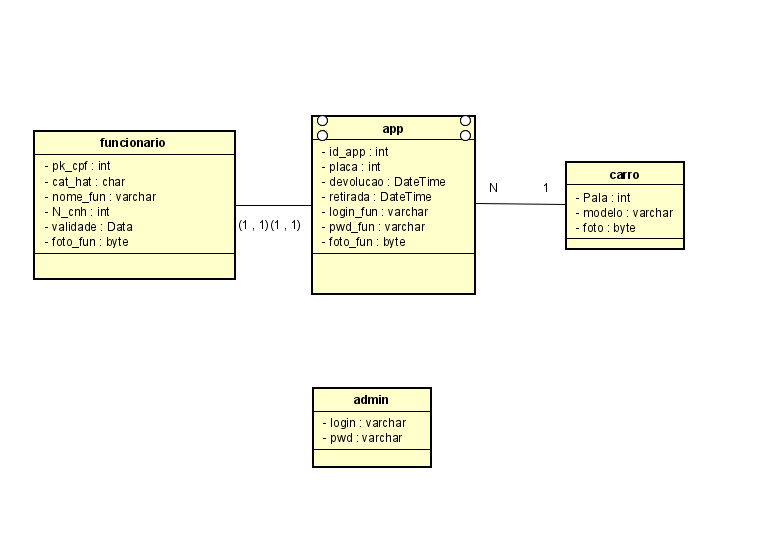 funcionario
- pk_cpf : int
- cat_hat : char
- nome_fun : varchar
- N_cnh : int
- validade : Data
- foto_fun : byte
(1 , 1)(1 , 1)
app
- id_app : int
- placa : int
- devolucao : DateTime
- retirada : DateTime
- login_fun : varchar
- pwd_fun : varchar
- foto_fun : byte
N 1
carro
- Pala : int
- modelo : varchar
- foto : byte
admin
- login : varchar
- pwd : varchar